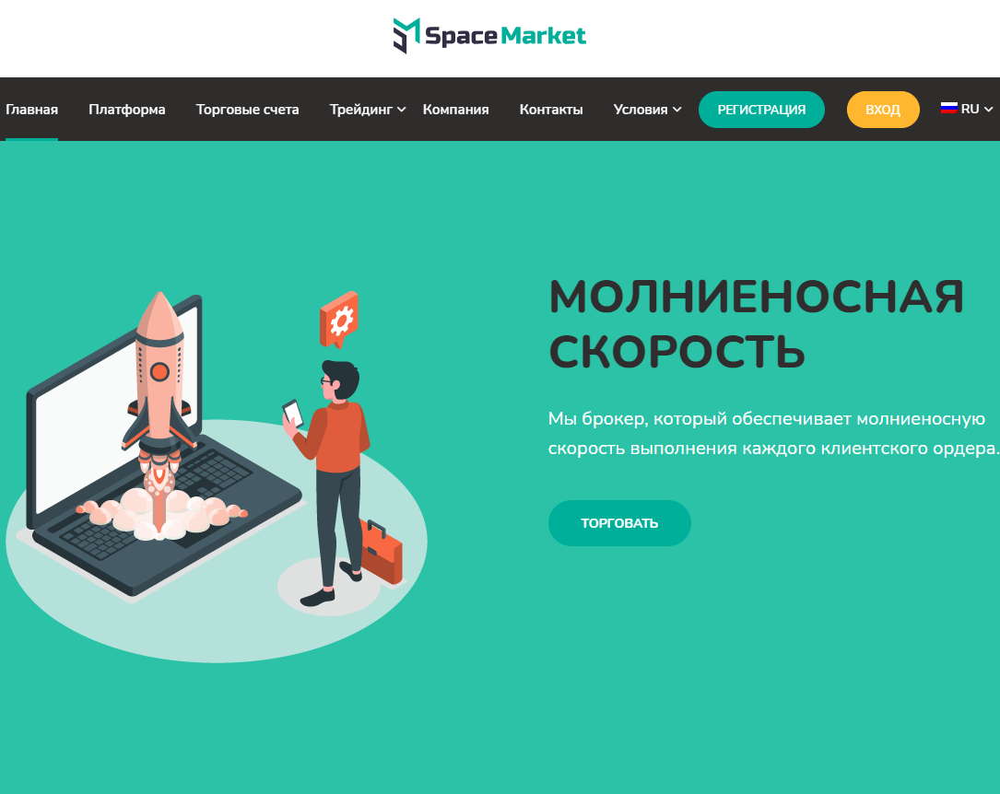 SpaceMarket
Главная Платформа Торговые счета Трейдинг Компания Контакты Условия РЕГИСТРАЦИЯ ВХОД RU
МОЛНИЕНОСНАЯ
СКОРОСТЬ
Мы брокер, который обеспечивает молниеносную
скорость выполнения каждого клиентского ордера.
ТОРГОВАТЬ